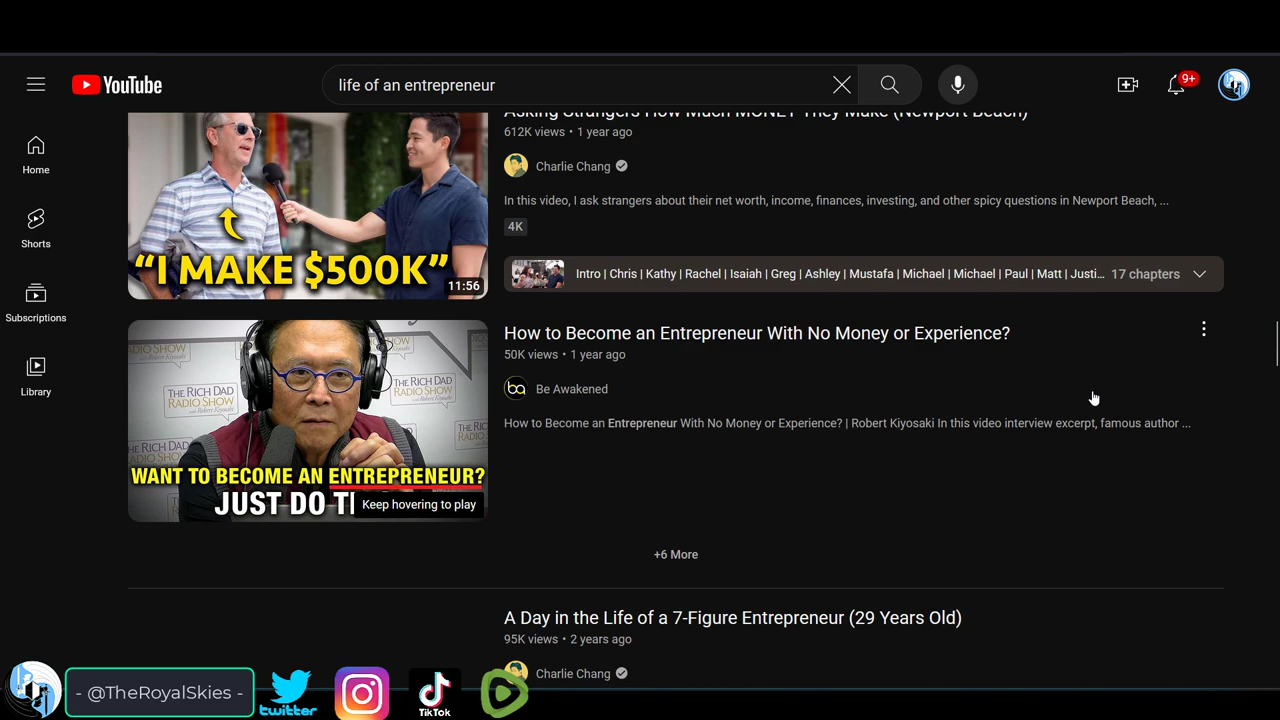 YouTube
life of an entrepreneur
9+
Home
Shorts
Subscriptions
Library
Asking Strangers How Much MONEY They Make (Newport Beach)
612K views • 1 year ago
Charlie Chang
In this video, I ask strangers about their net worth, income, finances, investing, and other spicy questions in Newport Beach, ...
4K
"I MAKE $500K"
11:56
Intro | Chris | Kathy | Rachel | Isaiah | Greg | Ashley | Mustafa | Michael | Michael | Paul | Matt | Justi... 17 chapters
How to Become an Entrepreneur With No Money or Experience?
50K views • 1 year ago
Be Awakened
How to Become an Entrepreneur With No Money or Experience? | Robert Kiyosaki In this video interview excerpt, famous author ...
THE RICH DAD
RADIO SHOW
THE RICH DAD
RADIO SHOW
WANT TO BECOME AN ENTREPRENEUR?
JUST DO
Keep hovering to play
+6 More
A Day in the Life of a 7-Figure Entrepreneur (29 Years Old)
95K views • 2 years ago
Charlie Chang
- @TheRoyalSkies -
twitter
TikTok